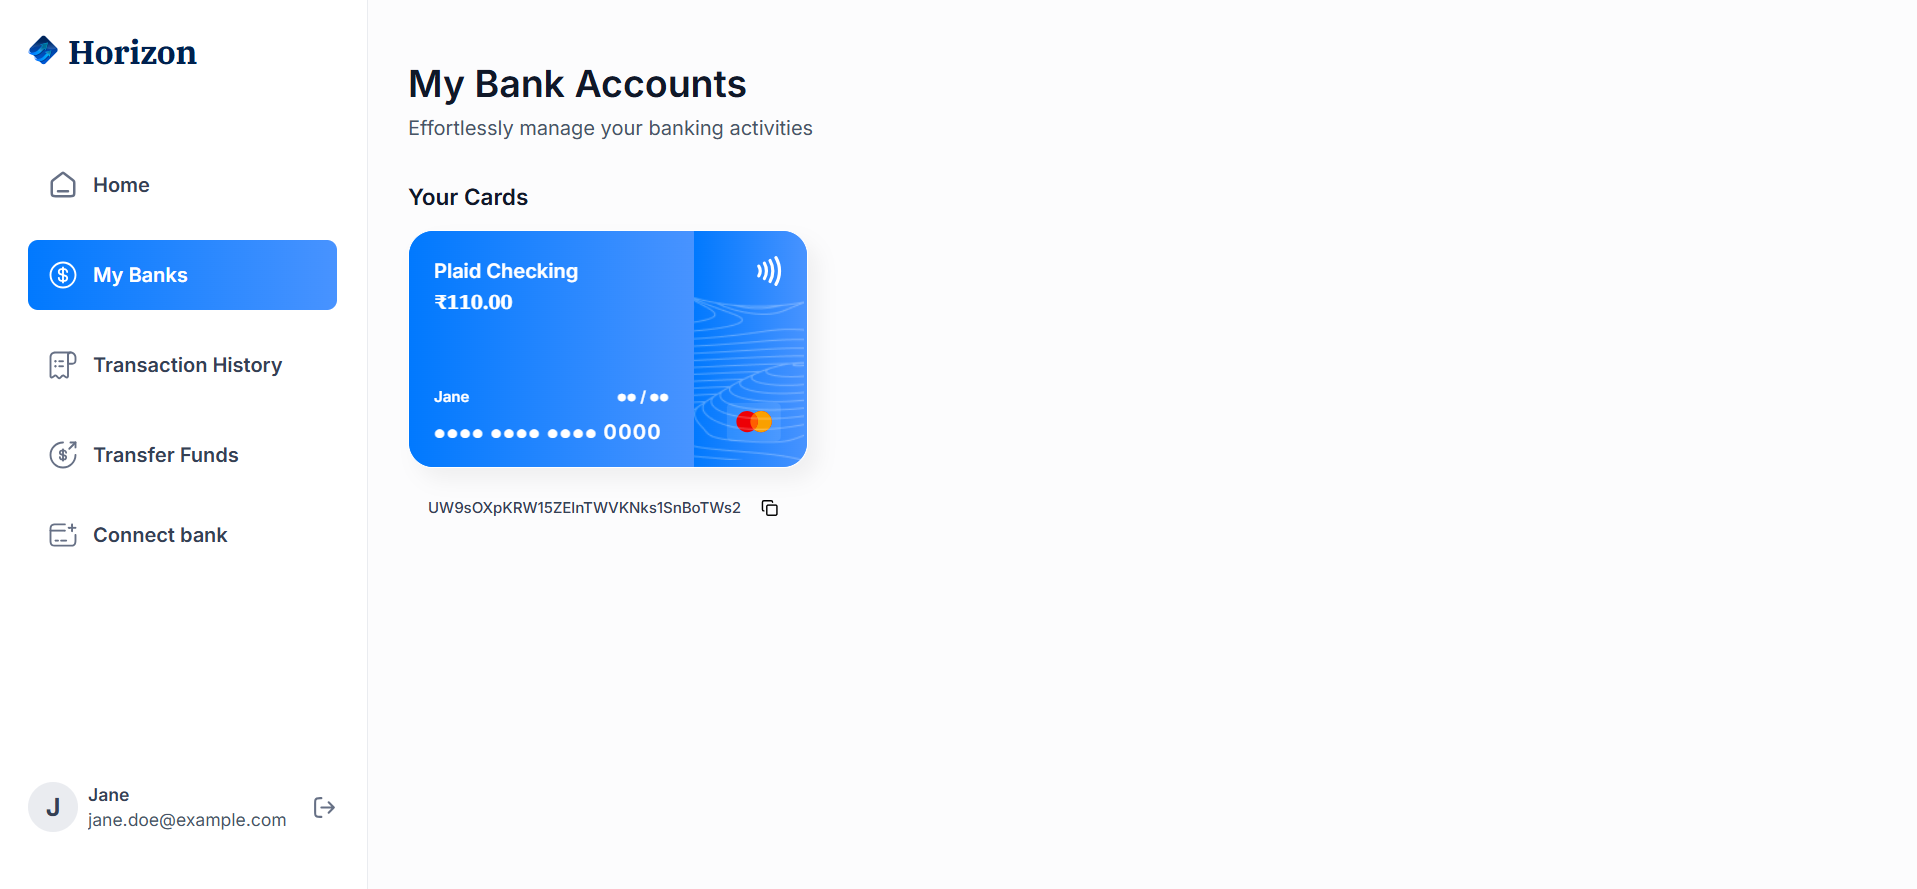 Horizon
Home
My Banks
Transaction History
Transfer Funds
Connect bank
J
Jane
jane.doe@example.com
My Bank Accounts
Effortlessly manage your banking activities
Your Cards
Plaid Checking
₹110.00
Jane ●● / ●●
●●●● ●●●● ●●●● 0000
UW9sOXpKRW15ZEInTWVKNks1SnBoTWs2